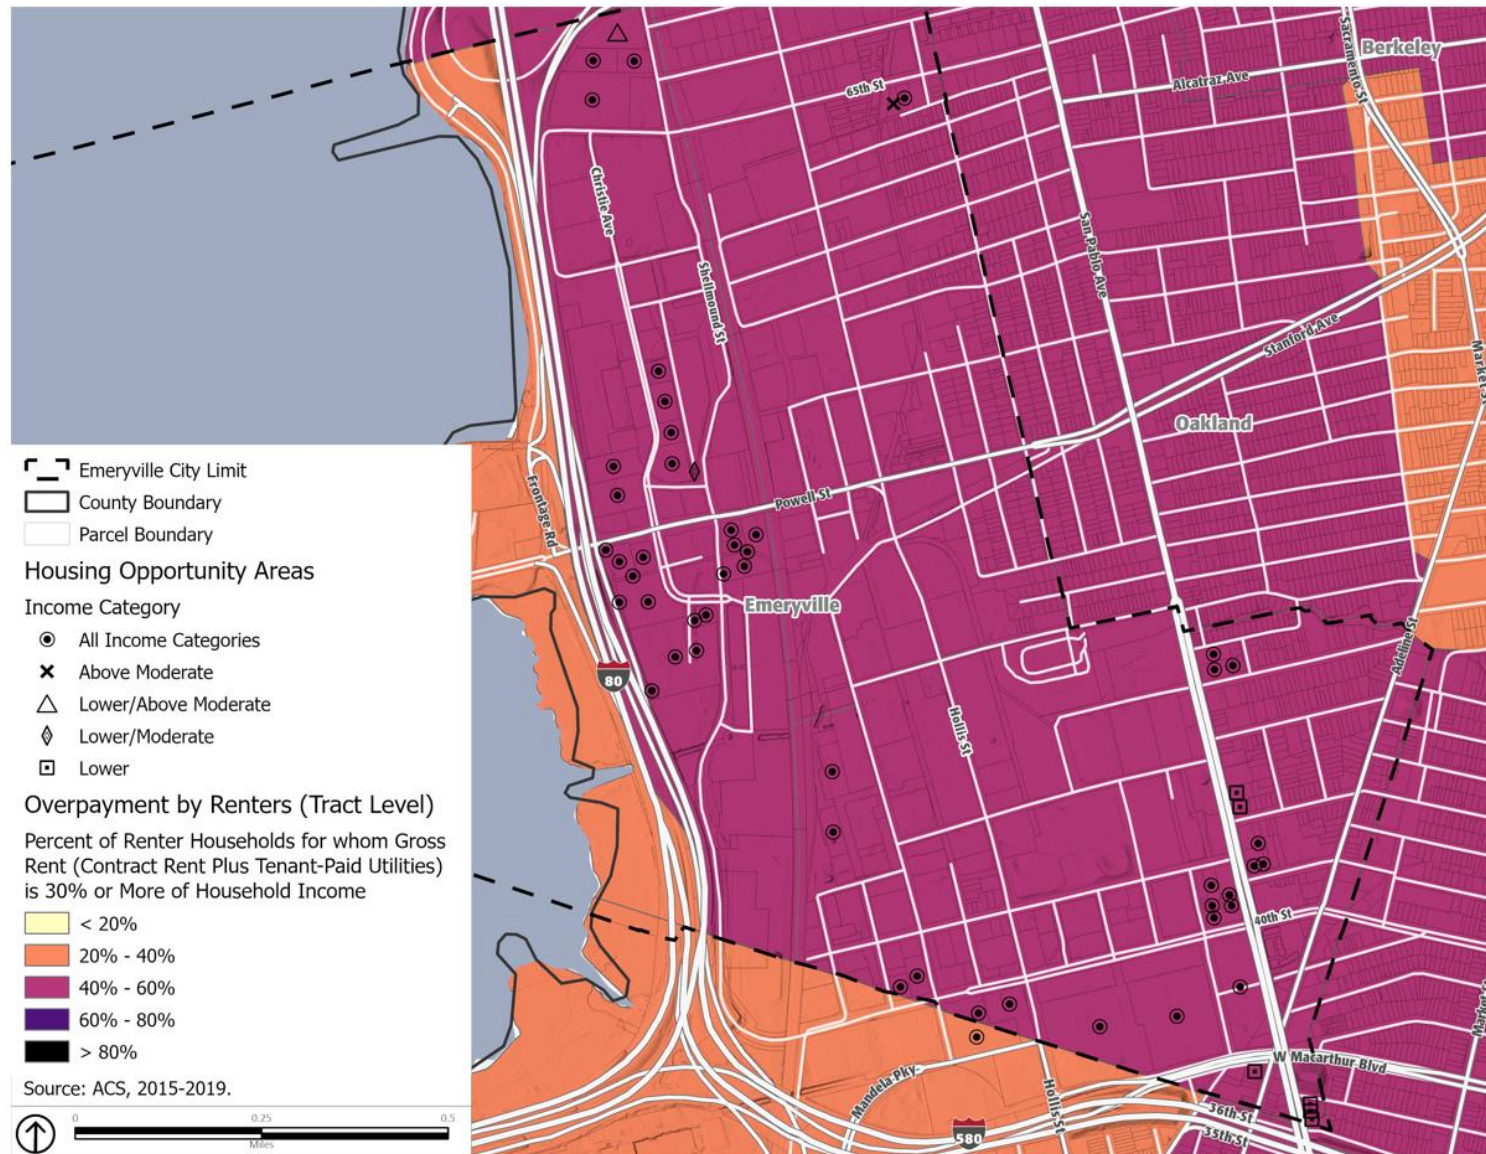 Sacramento St
Berkeley
Alcatraz Ave
65th St
Christie Ave
San Pablo Ave
Shellmound St
Stanford Ave
Market S
Oakland
Emeryville City Limit
County Boundary
Parcel Boundary
Frontage Rd
Powell St
Housing Opportunity Areas
Income Category
Emeryville
All Income Categories
Above Moderate
Lower/Above Moderate
Lower/Moderate
Lower
80
Adeline St
Hollis St
Overpayment by Renters (Tract Level)
Percent of Renter Households for whom Gross
Rent (Contract Rent Plus Tenant-Paid Utilities)
is 30% or More of Household Income
< 20%
20% - 40%
40% - 60%
60% - 80%
> 80%
40th St
Source: ACS, 2015-2019.
0
0.25
0.5
Miles
W Macarthur Blvd
Mandela Pky
Hollis St
36th St
35th St
580